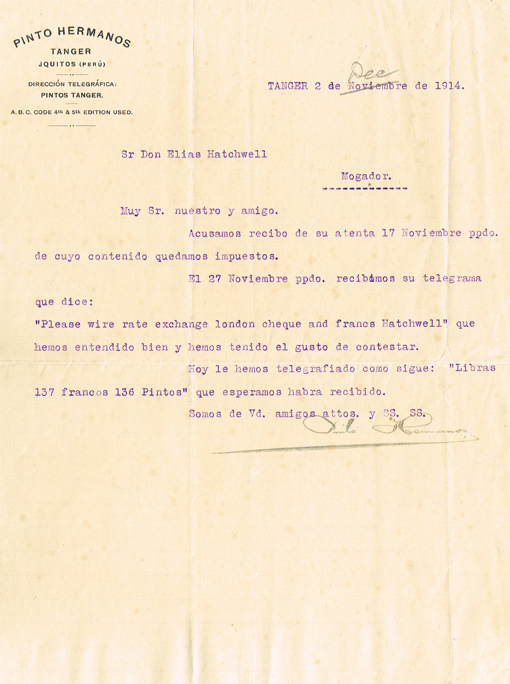 PINTO HERMANOS
TANGER
JQUITOS (PERÚ)
DIRECCIÓN TELEGRÁFICA:
PINTOS TANGER.
A.B.C. CODE 4th & 5th EDITION USED.
Dec
TANGER 2 de Noviembre de 1914.
Sr Don Elias Hatchwell
Mogador.
Muy Sr. nuestro y amigo.
Acusamos recibo de su atenta 17 Noviembre ppdo.
de cuyo contenido quedamos impuestos.
El 27 Noviembre ppdo. recibimos su telegrama
que dice:
"Please wire rate exchange london cheque and francs Hatchwell" que
hemos entendido bien y hemos tenido el gusto de contestar.
Hoy le hemos telegrafiado como sigue: "Libras
137 francos 136 Pintos" que esperamos habra recibido.
Somos de Vd. amigos attos. y SS. SS.
Pinto Hermanos